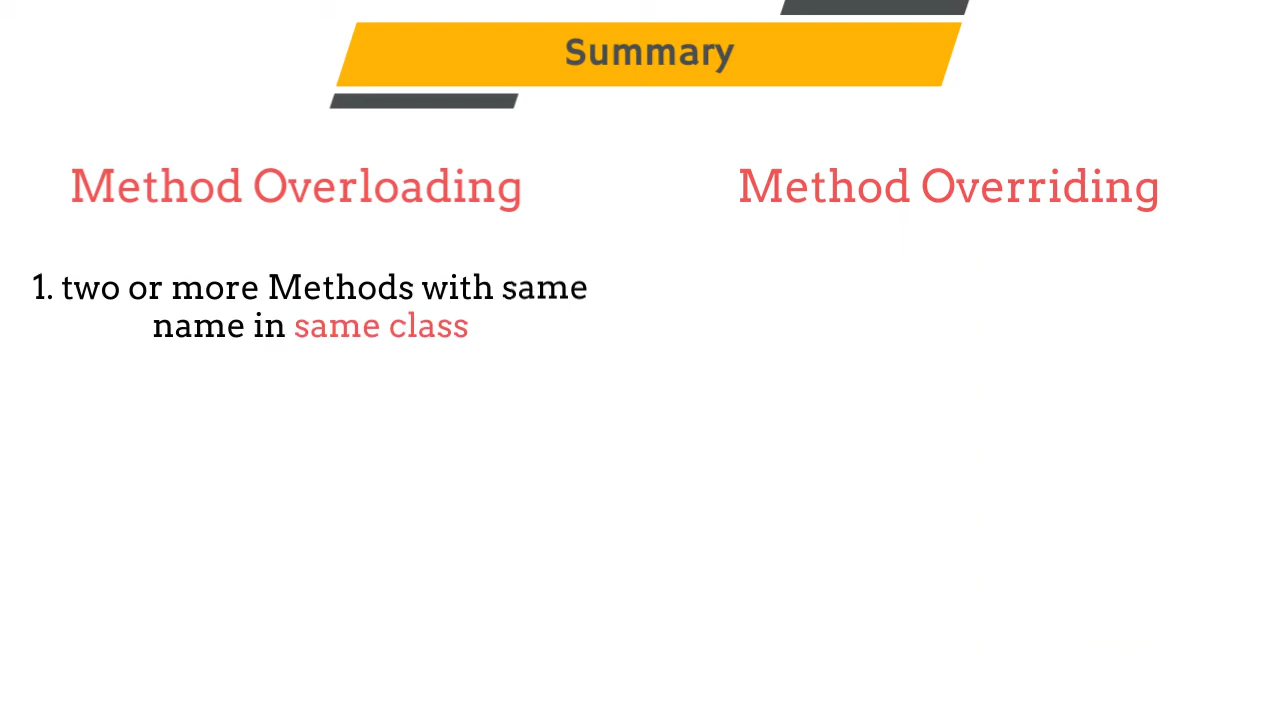 Summary
Method Overloading
Method Overriding
1. two or more Methods with same
name in same class